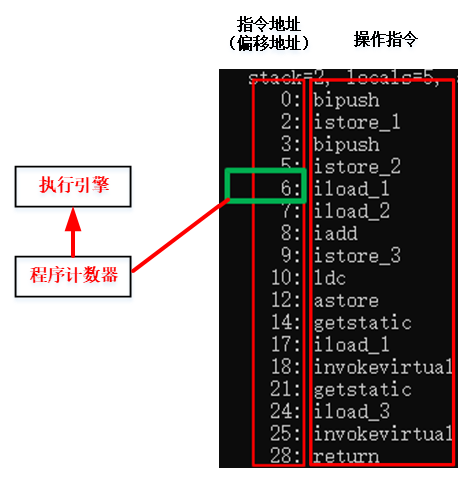 指令地址
（偏移地址）
操作指令
stack=2, locals=5,
0: bipush
2: istore_1
3: bipush
5: istore_2
6: iload_1
7: iload_2
8: iadd
9: istore_3
10: ldc
12: astore
14: getstatic
17: iload_1
18: invokevirtual
21: getstatic
24: iload_3
25: invokevirtual
28: return
执行引擎
程序计数器